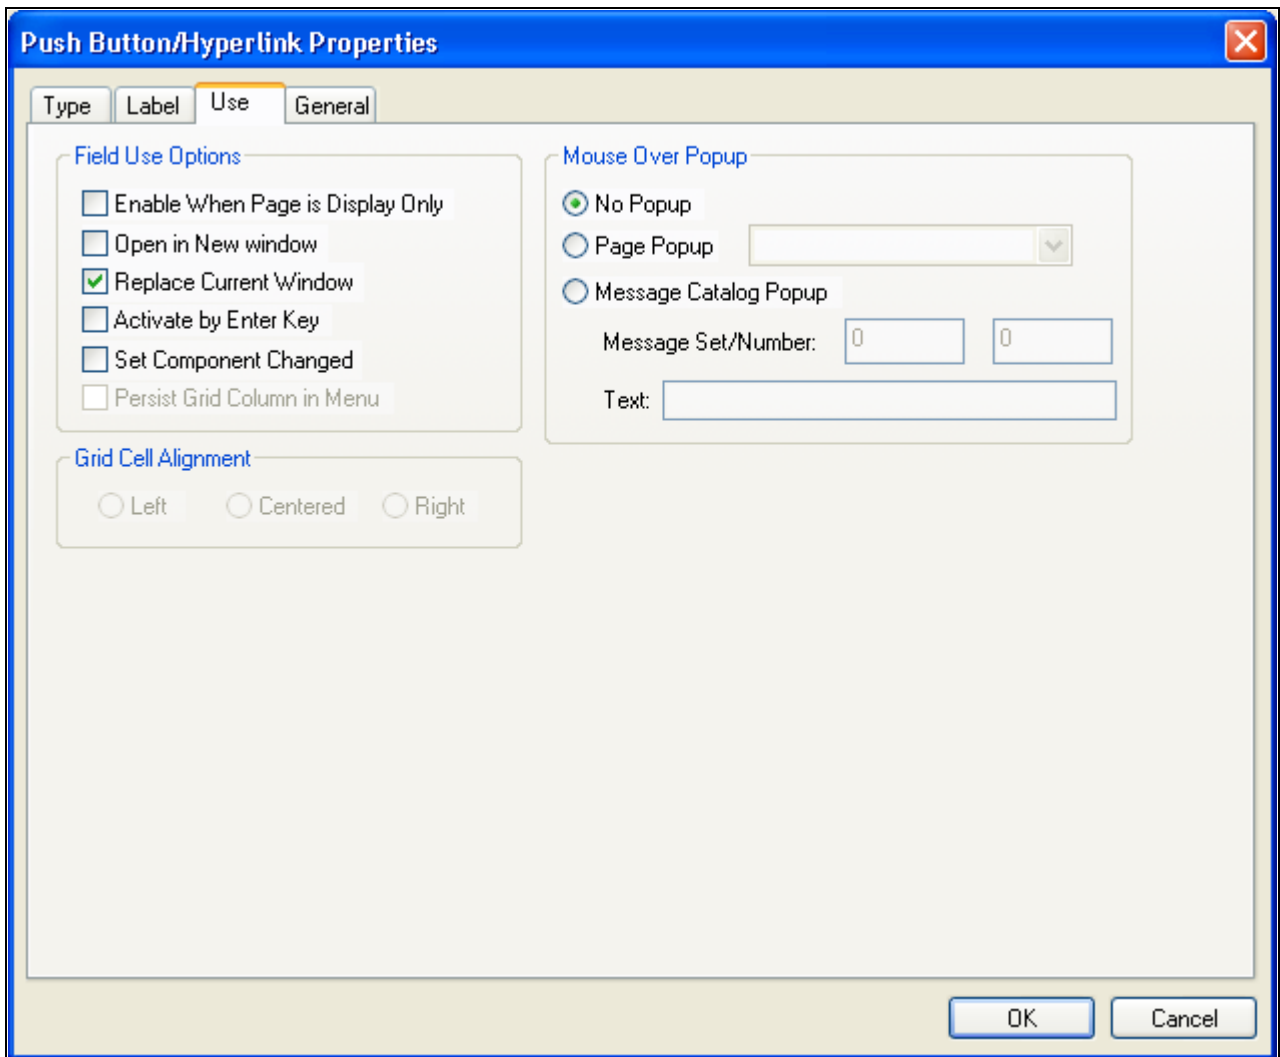 Push Button/Hyperlink Properties
Type Label Use General
Field Use Options
Enable When Page is Display Only
Open in New window
Replace Current Window
Activate by Enter Key
Set Component Changed
Persist Grid Column in Menu
Grid Cell Alignment
Left Centered Right
Mouse Over Popup
No Popup
Page Popup
Message Catalog Popup
Message Set/Number: 0 0
Text:
OK Cancel